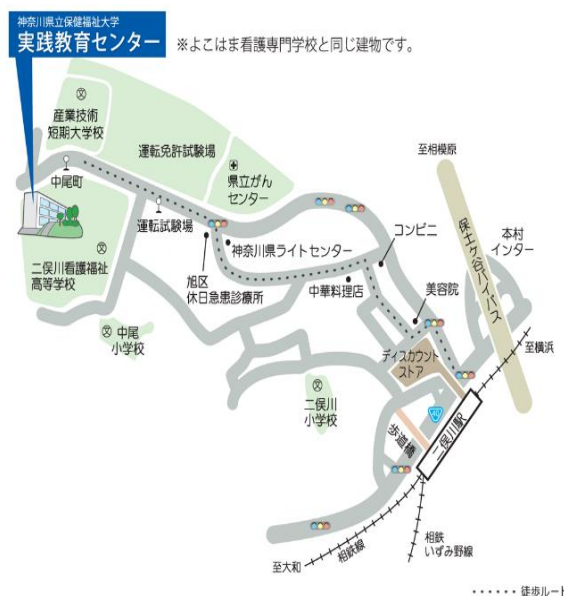 神奈川県立保健福祉大学
実践教育センター
※よこはま看護専門学校と同じ建物です。
文
産業技術
短期大学校
運転免許試験場
至相模原
中尾町
県立がん
センター
保土ヶ谷バイパス
本村
インター
コンビニ
運転試験場
神奈川県ライトセンター
文
二俣川看護福祉
高等学校
旭区
休日急患診療所
中華料理店
美容院
文
中尾
小学校
ディスカウント
ストア
至横浜
文
二俣川
小学校
歩道橋
二俣川駅
相鉄線
相鉄
いずみ野線
至大和
徒歩ルート